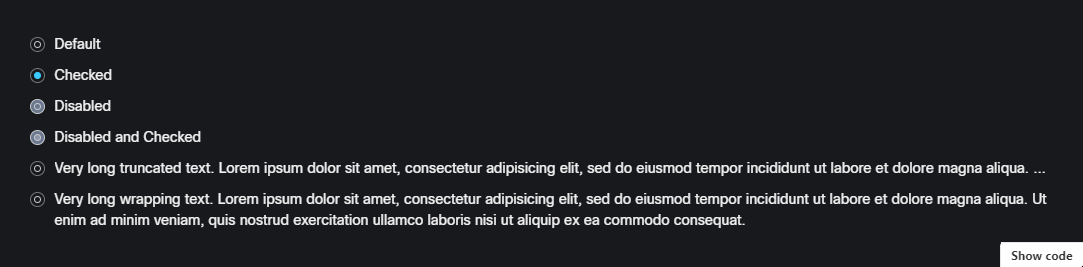 Default
Checked
Disabled
Disabled and Checked
Very long truncated text. Lorem ipsum dolor sit amet, consectetur adipisicing elit, sed do eiusmod tempor incididunt ut labore et dolore magna aliqua. ...
Very long wrapping text. Lorem ipsum dolor sit amet, consectetur adipisicing elit, sed do eiusmod tempor incididunt ut labore et dolore magna aliqua. Ut
enim ad minim veniam, quis nostrud exercitation ullamco laboris nisi ut aliquip ex ea commodo consequat.
Show code